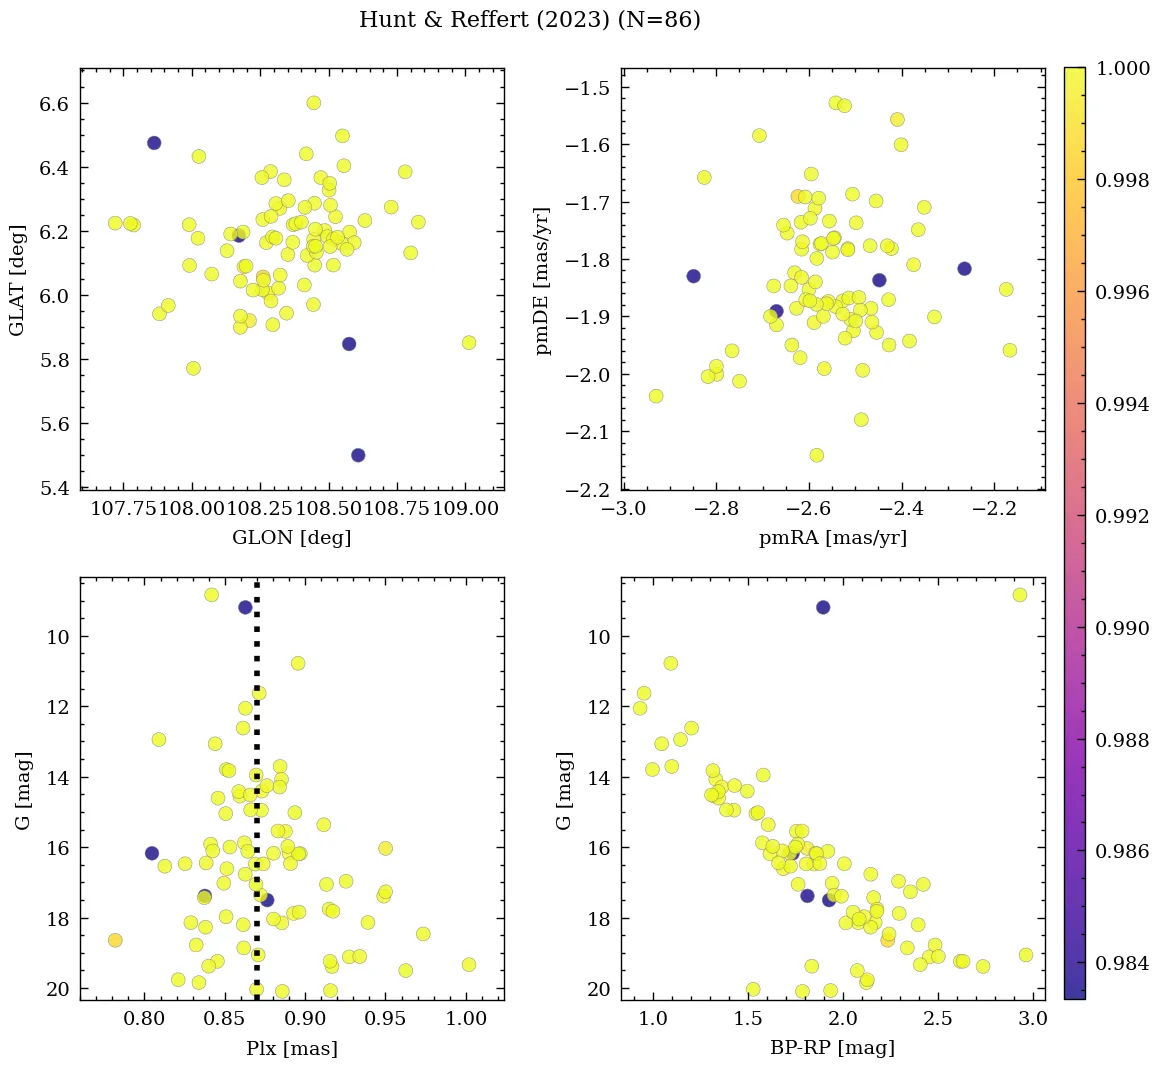 Hunt & Reffert (2023) (N=86)
GLAT [deg]
6.6
6.4
6.2
6.0
5.8
5.6
5.4
107.75 108.00 108.25 108.50 108.75 109.00
GLON [deg]
pmDE [mas/yr]
−1.5
−1.6
−1.7
−1.8
−1.9
−2.0
−2.1
−2.2
−3.0 −2.8 −2.6 −2.4 −2.2
pmRA [mas/yr]
G [mag]
10
12
14
16
18
20
0.80 0.85 0.90 0.95 1.00
Plx [mas]
G [mag]
10
12
14
16
18
20
1.0 1.5 2.0 2.5 3.0
BP-RP [mag]
1.000
0.998
0.996
0.994
0.992
0.990
0.988
0.986
0.984